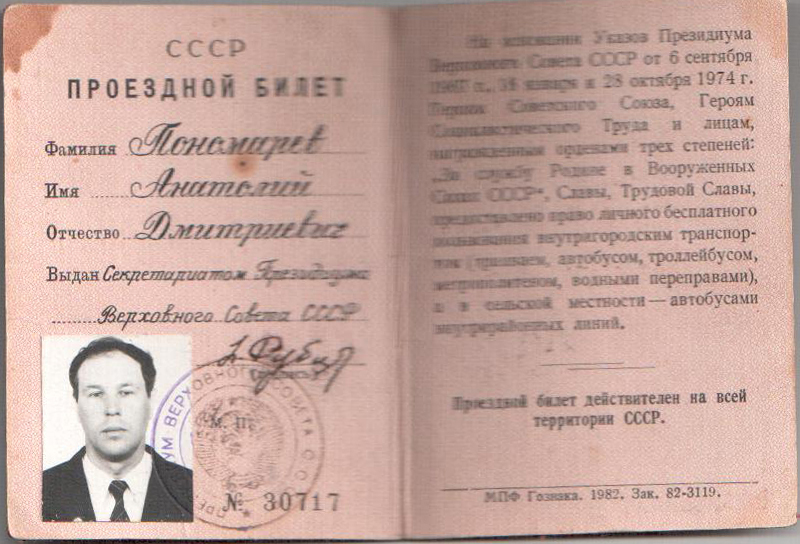 СССР
ПРОЕЗДНОЙ БИЛЕТ
Фамилия Пономарев
Имя Анатолий
Отчество Дмитриевич
Выдан Секретариатом Президиума
Верховного Совета СССР
М. П.
№ 30717
На основании Указов Президиума
Верховного Совета СССР от 6 сентября
1967 г., 18 января и 28 октября 1974 г.
Героям Советского Союза, Героям
Социалистического Труда и лицам,
награжденным орденами трех степеней:
„За службу Родине в Вооруженных
Силах СССР“, Славы, Трудовой Славы,
предоставлено право личного бесплатного
пользования внутригородским транспор-
том (трамваем, автобусом, троллейбусом,
метрополитеном, водными переправами),
а в сельской местности — автобусами
внутрирайонных линий.
Проездной билет действителен на всей
территории СССР.
МПФ Гознака. 1982. Зак. 82-3119.